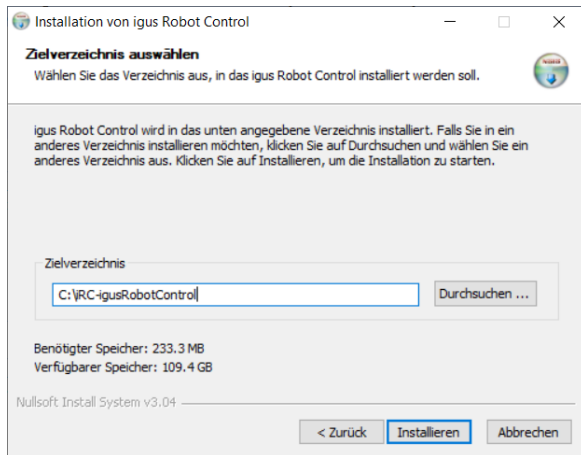 Installation von igus Robot Control
Zielverzeichnis auswählen
Wählen Sie das Verzeichnis aus, in das igus Robot Control installiert werden soll.
igus Robot Control wird in das unten angegebene Verzeichnis installiert. Falls Sie in ein
anderes Verzeichnis installieren möchten, klicken Sie auf Durchsuchen und wählen Sie ein
anderes Verzeichnis aus. Klicken Sie auf Installieren, um die Installation zu starten.
Zielverzeichnis
C:\iRC-igusRobotControl
Durchsuchen ...
Benötigter Speicher: 233.3 MB
Verfügbarer Speicher: 109.4 GB
Nullsoft Install System v3.04
< Zurück
Installieren
Abbrechen